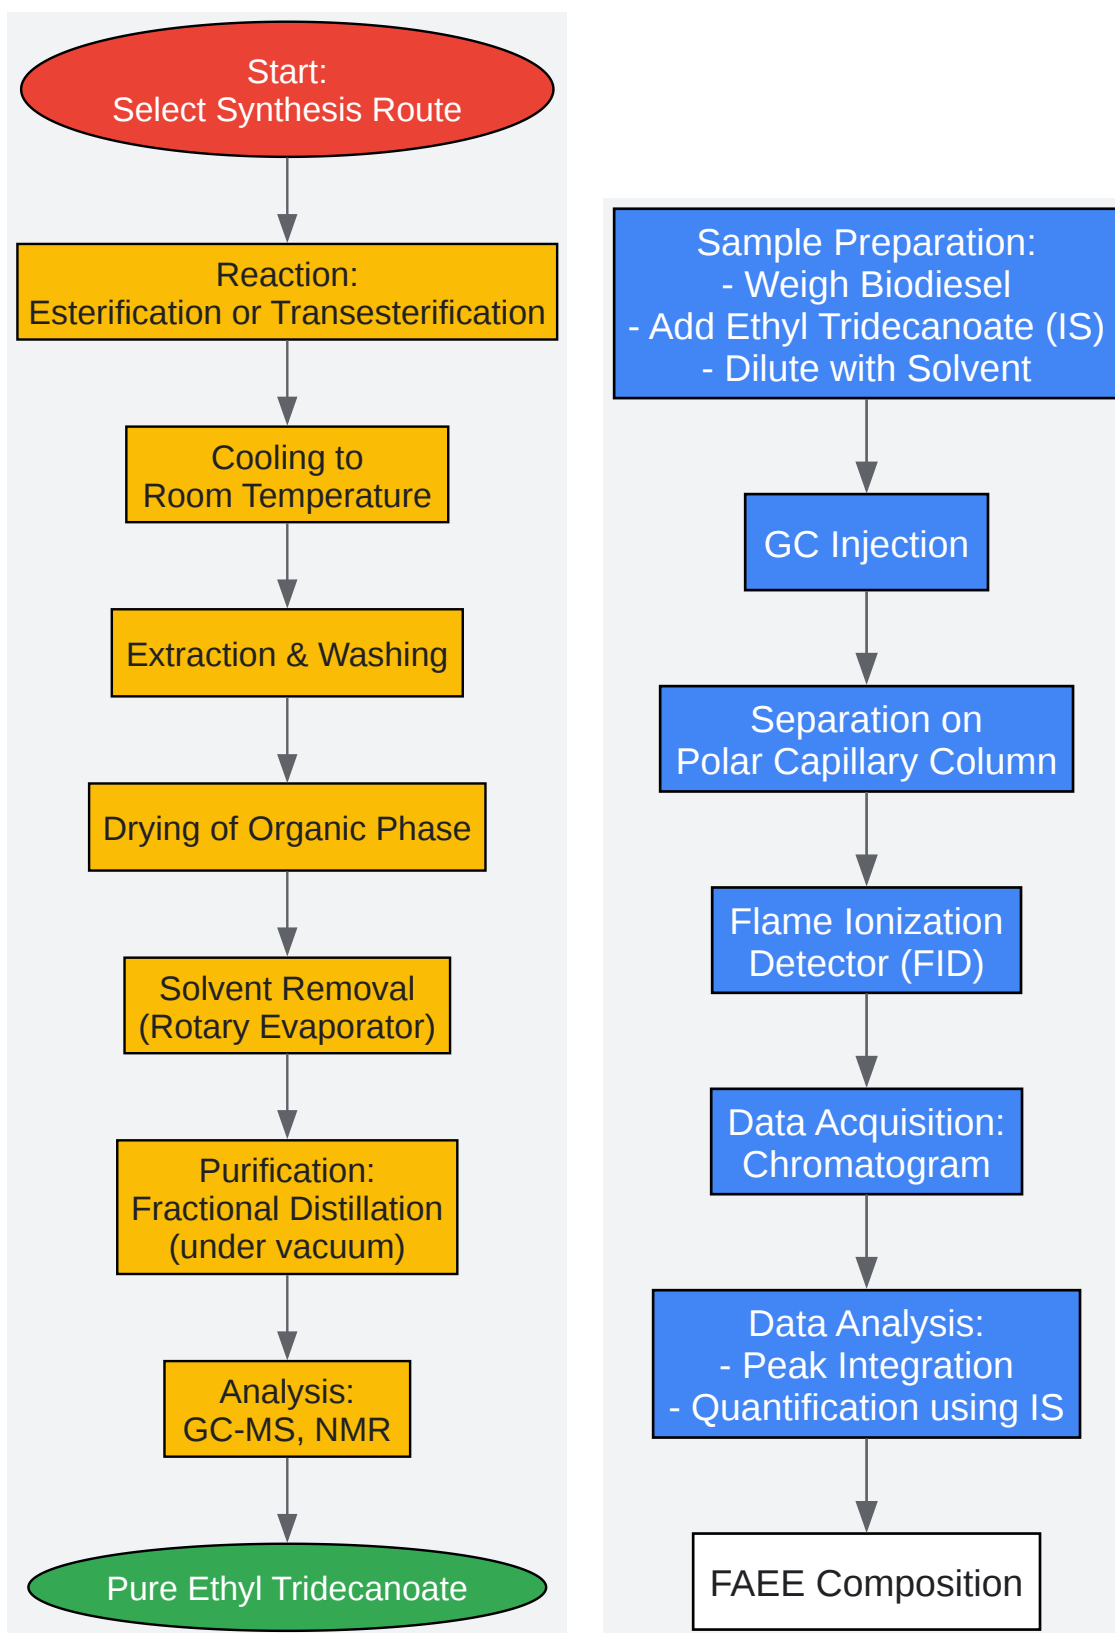 Start:
Select Synthesis Route
Reaction:
Esterification or Transesterification
Cooling to
Room Temperature
Extraction & Washing
Drying of Organic Phase
Solvent Removal
(Rotary Evaporator)
Purification:
Fractional Distillation
(under vacuum)
Analysis:
GC-MS, NMR
Pure Ethyl Tridecanoate
Sample Preparation:
- Weigh Biodiesel
- Add Ethyl Tridecanoate (IS)
- Dilute with Solvent
GC Injection
Separation on
Polar Capillary Column
Flame Ionization
Detector (FID)
Data Acquisition:
Chromatogram
Data Analysis:
- Peak Integration
- Quantification using IS
FAEE Composition